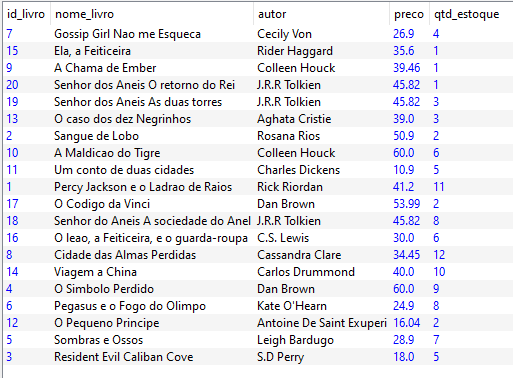 id_livro nome_livro autor preco qtd_estoque
7 Gossip Girl Nao me Esqueca Cecily Von 26.9 4
15 Ela, a Feiticeira Rider Haggard 35.6 1
9 A Chama de Ember Colleen Houck 39.46 1
20 Senhor dos Aneis O retorno do Rei J.R.R Tolkien 45.82 1
19 Senhor dos Aneis As duas torres J.R.R Tolkien 45.82 3
13 O caso dos dez Negrinhos Aghata Cristie 39.0 3
2 Sangue de Lobo Rosana Rios 50.9 2
10 A Maldicao do Tigre Colleen Houck 60.0 6
11 Um conto de duas cidades Charles Dickens 10.9 5
1 Percy Jackson e o Ladrao de Raios Rick Riordan 41.2 11
17 O Codigo da Vinci Dan Brown 53.99 2
18 Senhor do Aneis A sociedade do Anel J.R.R Tolkien 45.82 8
16 O leao, a Feiticeira, e o guarda-roupa C.S. Lewis 30.0 6
8 Cidade das Almas Perdidas Cassandra Clare 34.45 12
14 Viagem a China Carlos Drummond 40.0 10
4 O Simbolo Perdido Dan Brown 60.0 9
6 Pegasus e o Fogo do Olimpo Kate O'Hearn 24.9 8
12 O Pequeno Principe Antoine De Saint Exuperi 16.04 2
5 Sombras e Ossos Leigh Bardugo 28.9 7
3 Resident Evil Caliban Cove S.D Perry 18.0 5